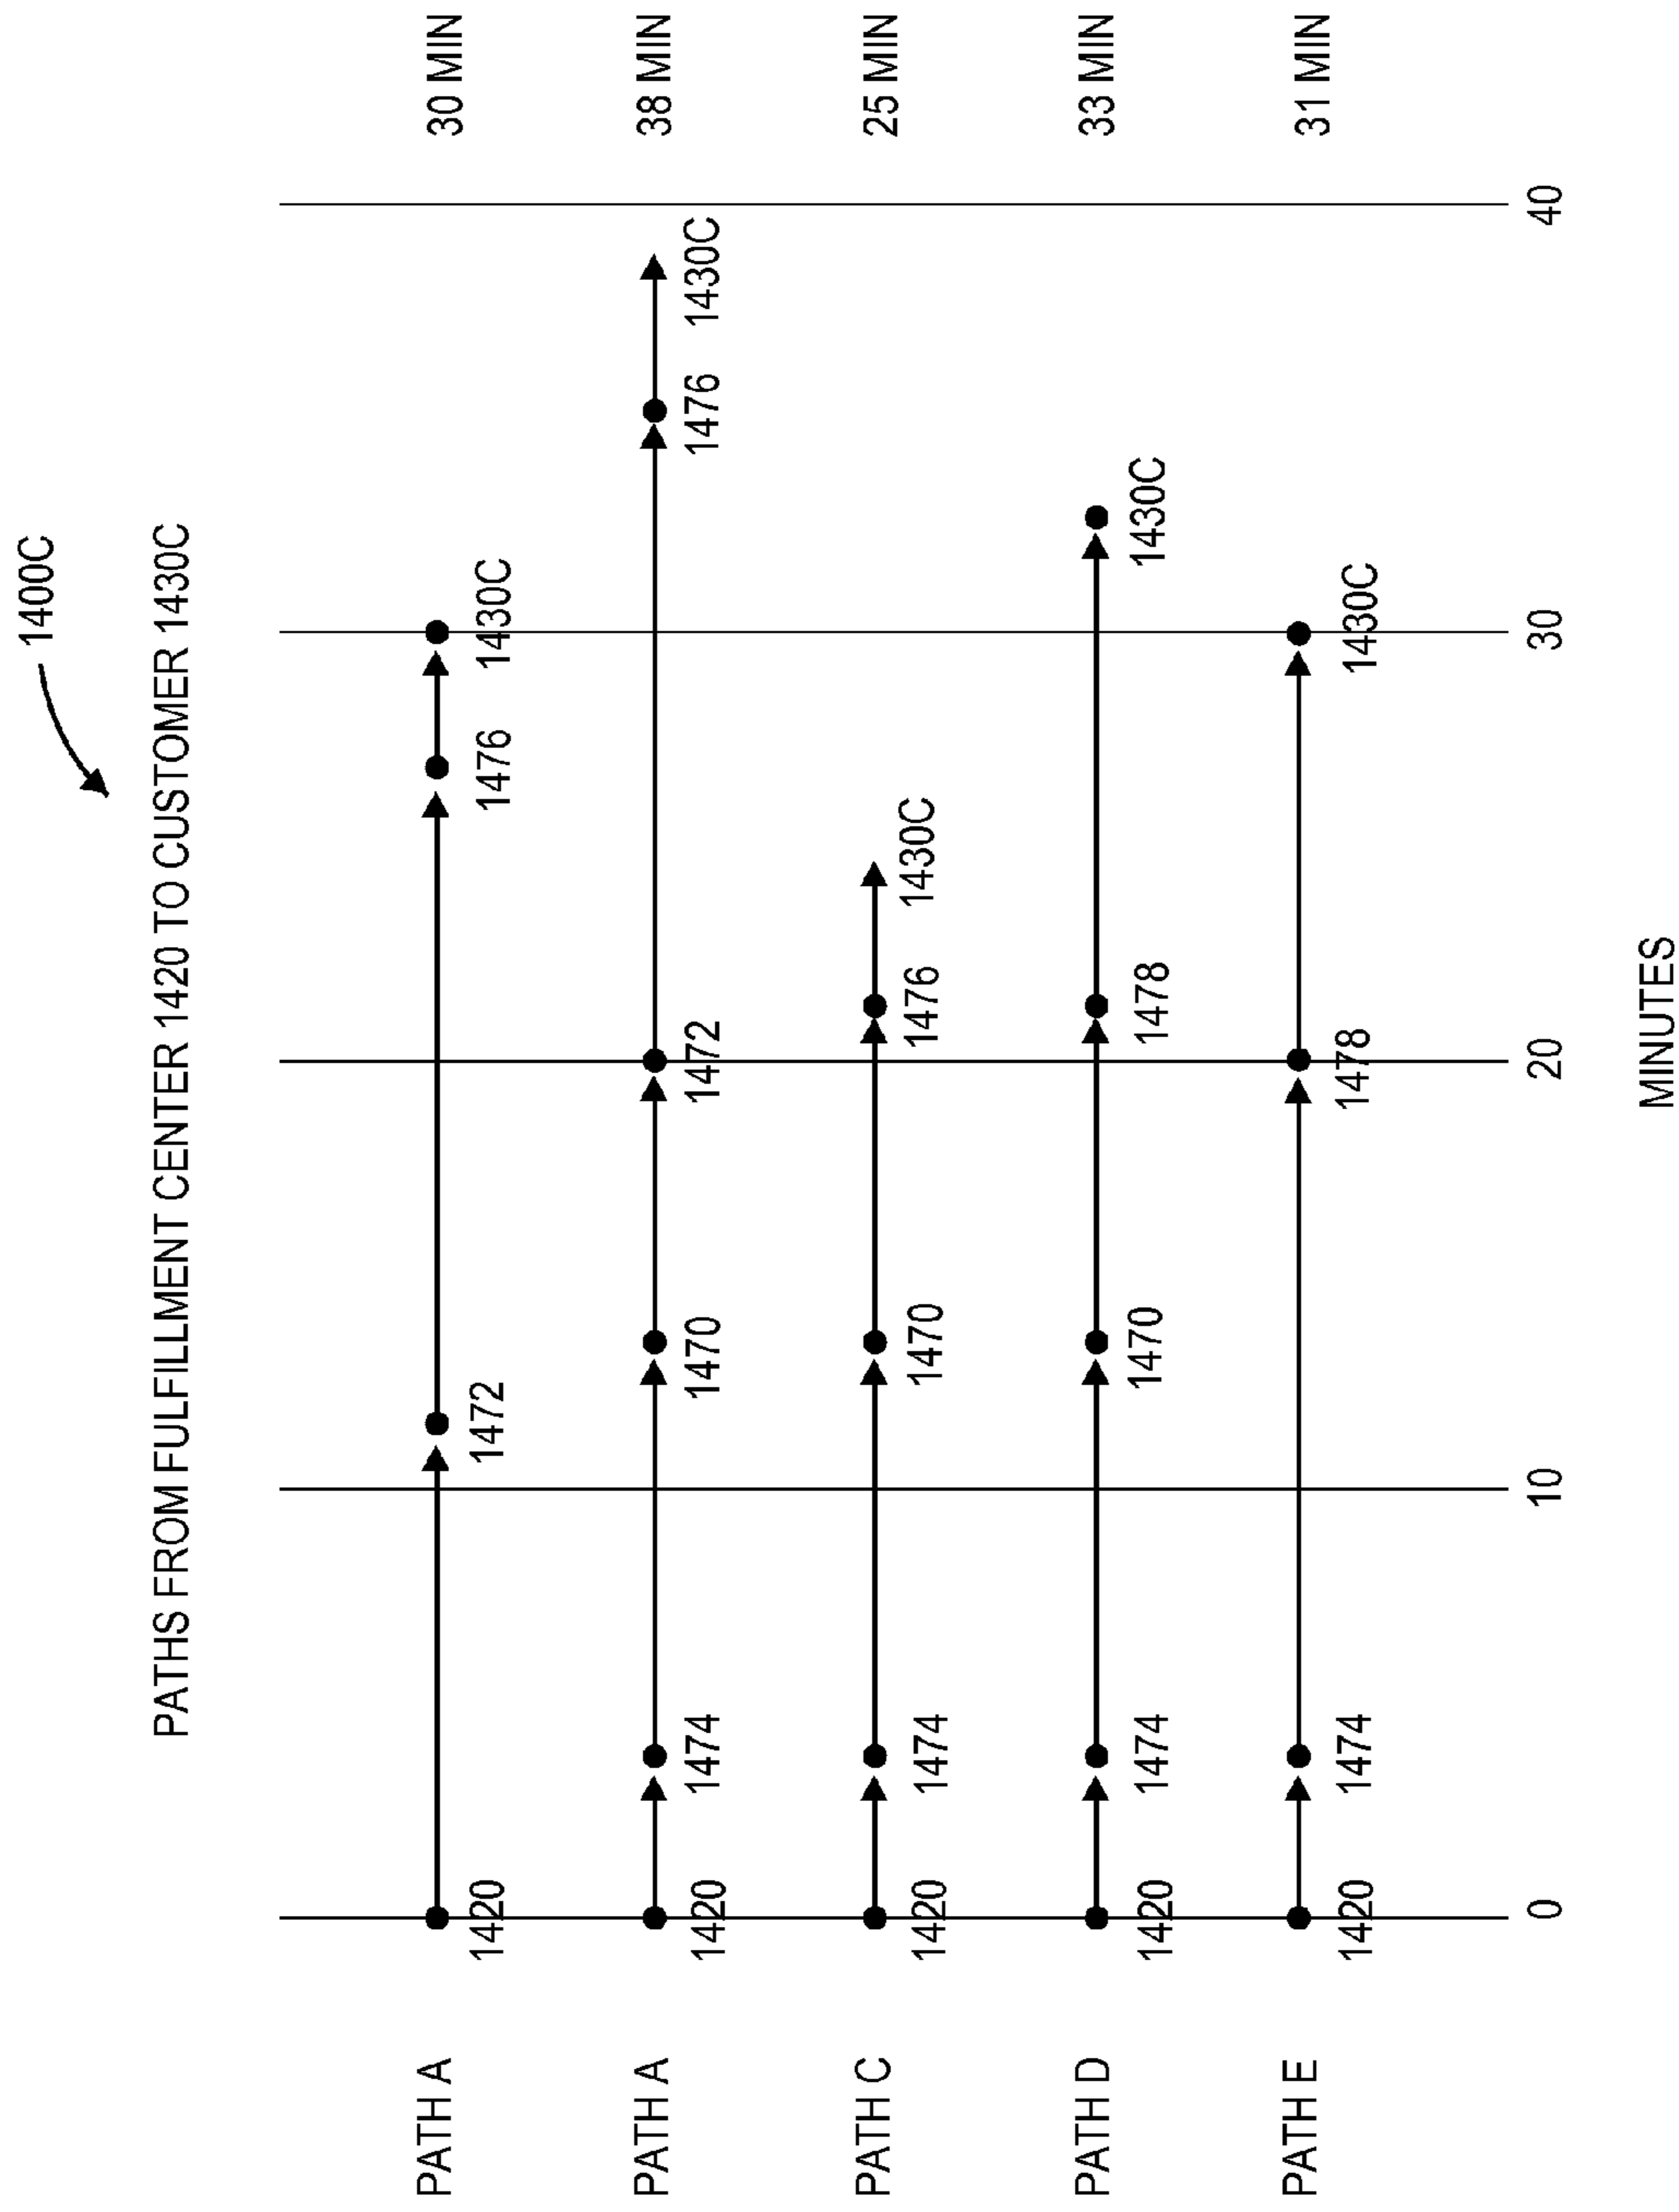 1400C
PATHS FROM FULFILLMENT CENTER 1420 TO CUSTOMER 1430C
PATH A
1420
1472
1476
1430C
30 MIN
PATH A
1420
1474
1470
1472
1476
1430C
38 MIN
PATH C
1420
1474
1470
1476
1430C
25 MIN
PATH D
1420
1474
1470
1478
1430C
33 MIN
PATH E
1420
1474
1478
1430C
31 MIN
0
10
20
30
40
MINUTES